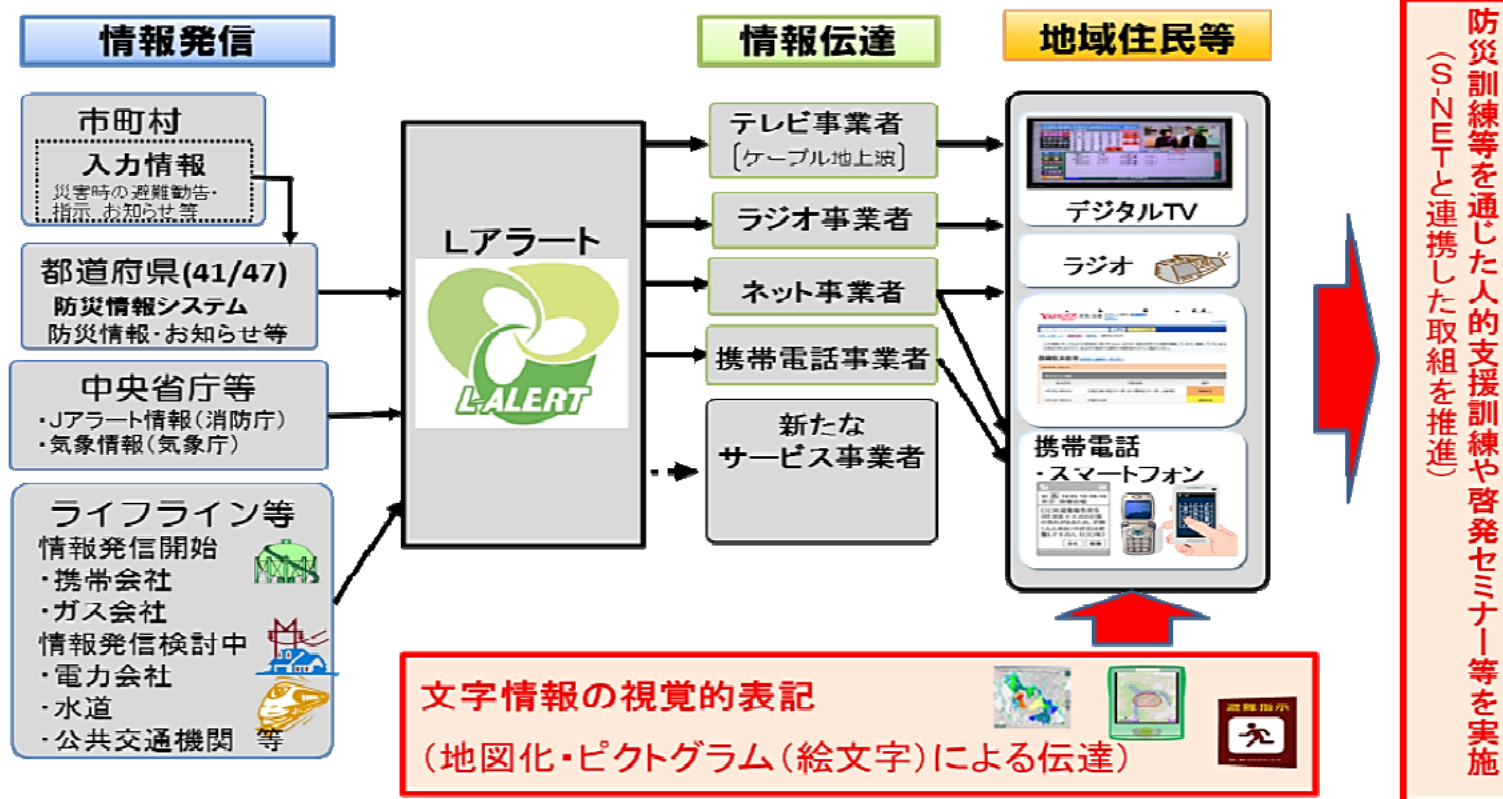 情報発信
情報伝達
地域住民等
市町村
入力情報
災害時の避難勧告・
指示 お知らせ等
都道府県(41/47)
防災情報システム
防災情報・お知らせ等
中央省庁等
・Jアラート情報(消防庁)
・気象情報(気象庁)
ライフライン等
情報発信開始
・携帯会社
・ガス会社
情報発信検討中
・電力会社
・水道
・公共交通機関 等
Lアラート
L-ALERT
テレビ事業者
〔ケーブル地上波〕
ラジオ事業者
ネット事業者
携帯電話事業者
新たな
サービス事業者
デジタルTV
ラジオ
携帯電話
・スマートフォン
文字情報の視覚的表記
(地図化・ピクトグラム(絵文字)による伝達)
避難指示
防災訓練等を通じた人的支援訓練や啓発セミナー等を実施
(S-NETと連携した取組を推進)